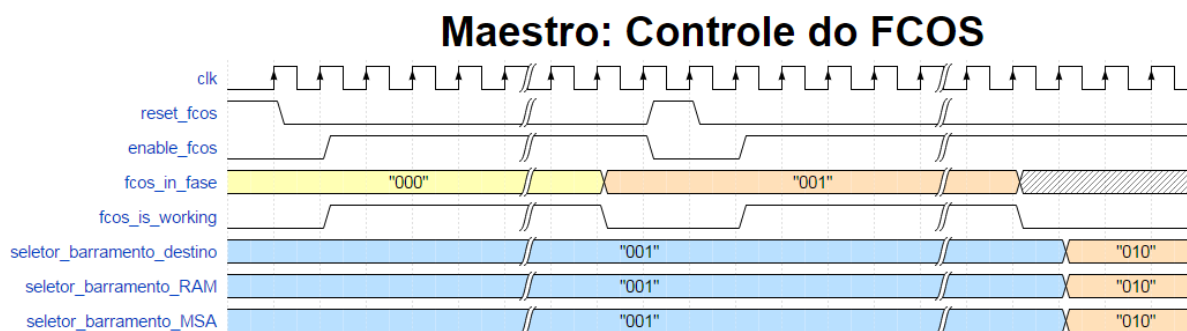 Maestro: Controle do FCOS
clk
reset_fcos
enable_fcos
fcos_in_fase "000" "001"
fcos_is_working
seletor_barramento_destino "001" "010"
seletor_barramento_RAM "001" "010"
seletor_barramento_MSA "001" "010"